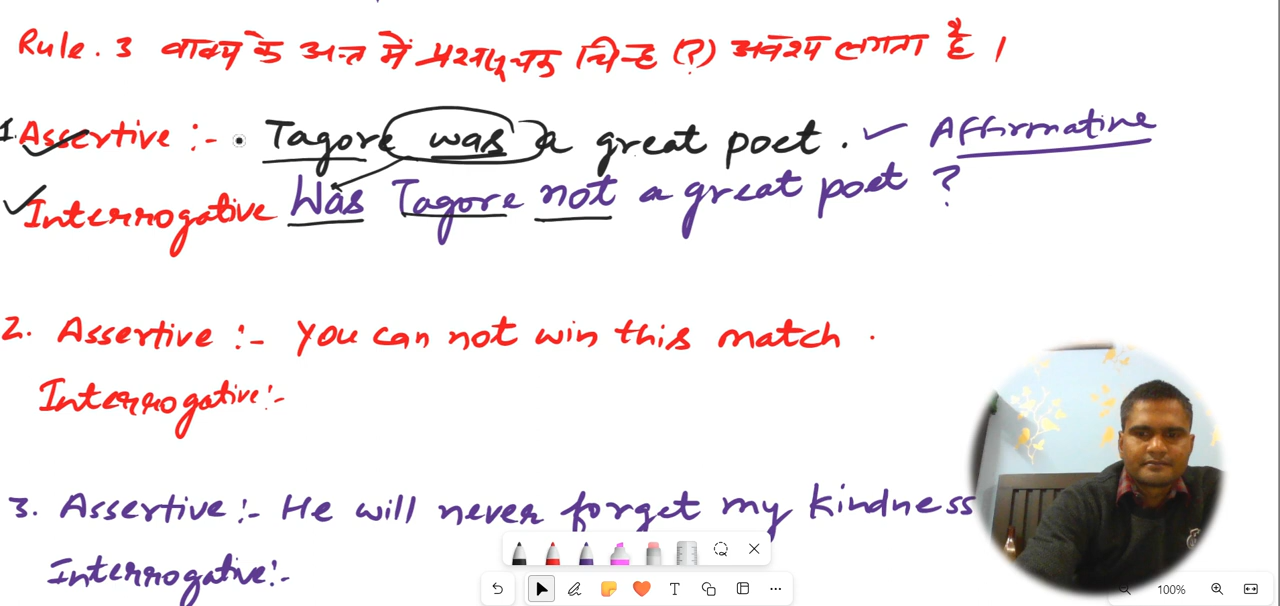 Rule. 3 वाक्य के अन्त में प्रश्नसूचक चिन्ह (?) अवश्य लगता है ।
1. Assertive :- Tagore was a great poet . Affirmative
Interrogative Was Tagore not a great poet ?
2. Assertive :- You can not win this match .
Interrogative :-
3. Assertive :- He will never forget my kindness
Interrogative :-
100%